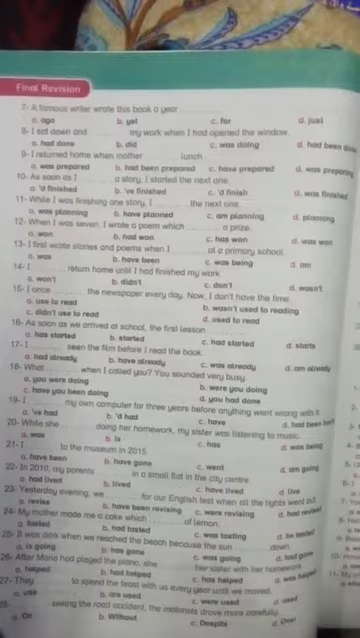 Final Revision
7- A famous writer wrote this book a year
a. ago b. yet c. for d. just
8- I sat down and my work when I had opened the window.
a. had done b. did c. was doing d. had been
9- I returned home when mother lunch.
a. was prepared b. had been prepared c. have prepared d. was preparing
10- As soon as I a story, I started the next one.
a. 'd finished b. 've finished c. 'd finish d. was finished
11- While I was finishing one story, I the next one.
a. was planning b. have planned c. am planning d. planning
12- When I was seven, I wrote a poem which a prize.
a. won b. had won c. has won d. was won
13- I first wrote stories and poems when I at a primary school.
a. was b. have been c. was being d. am
14- I return home until I had finished my work.
a. won't b. didn't c. don't d. wasn't
15- I once the newspaper every day. Now, I don't have the time.
a. use to read b. wasn't used to reading
c. didn't use to read d. used to read
16- As soon as we arrived at school, the first lesson
a. has started b. started c. had started d. starts
17- I seen the film before I read the book.
a. had already b. have already c. was already d. am already
18- What when I called you? You sounded very busy.
a. you were doing b. were you doing
c. have you been doing d. you had done
19- I my own computer for three years before anything went wrong with it.
a. 've had b. 'd had c. have d. had been
20- While she doing her homework, my sister was listening to music.
a. was b. is c. has d. was being
21- I to the museum in 2015.
a. have been b. have gone c. went d. am going
22- In 2010, my parents in a small flat in the city centre.
a. had lived b. lived c. have lived d. live
23- Yesterday evening, we for our English test when all the lights went out.
a. revise b. have been revising c. were revising d. had revised
24- My mother made me a cake which of lemon.
a. tasted b. had tasted c. was tasting d. be tasted
25- It was dark when we reached the beach because the sun down.
a. is going b. has gone c. was going d. had gone
26- After Mona had played the piano, she her sister with her homework.
a. helped b. had helped c. has helped d. was helped
27- They to spend the feast with us every year until we moved.
a. use b. are used c. were used d. used
28- seeing the road accident, the motorists drove more carefully.
a. On b. Without c. Despite d. Over